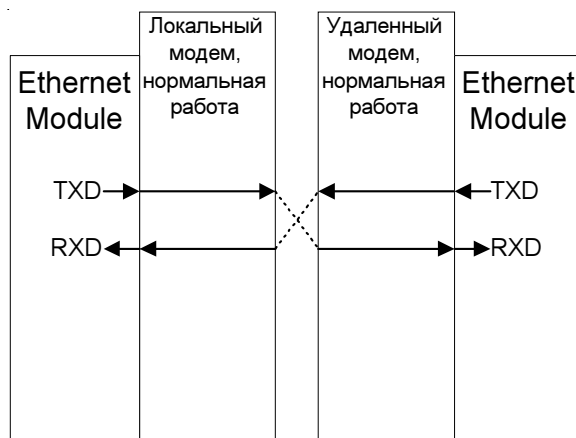 Локальный
модем,
нормальная
работа
Удаленный
модем,
нормальная
работа
Ethernet
Module
Ethernet
Module
TXD
TXD
RXD
RXD